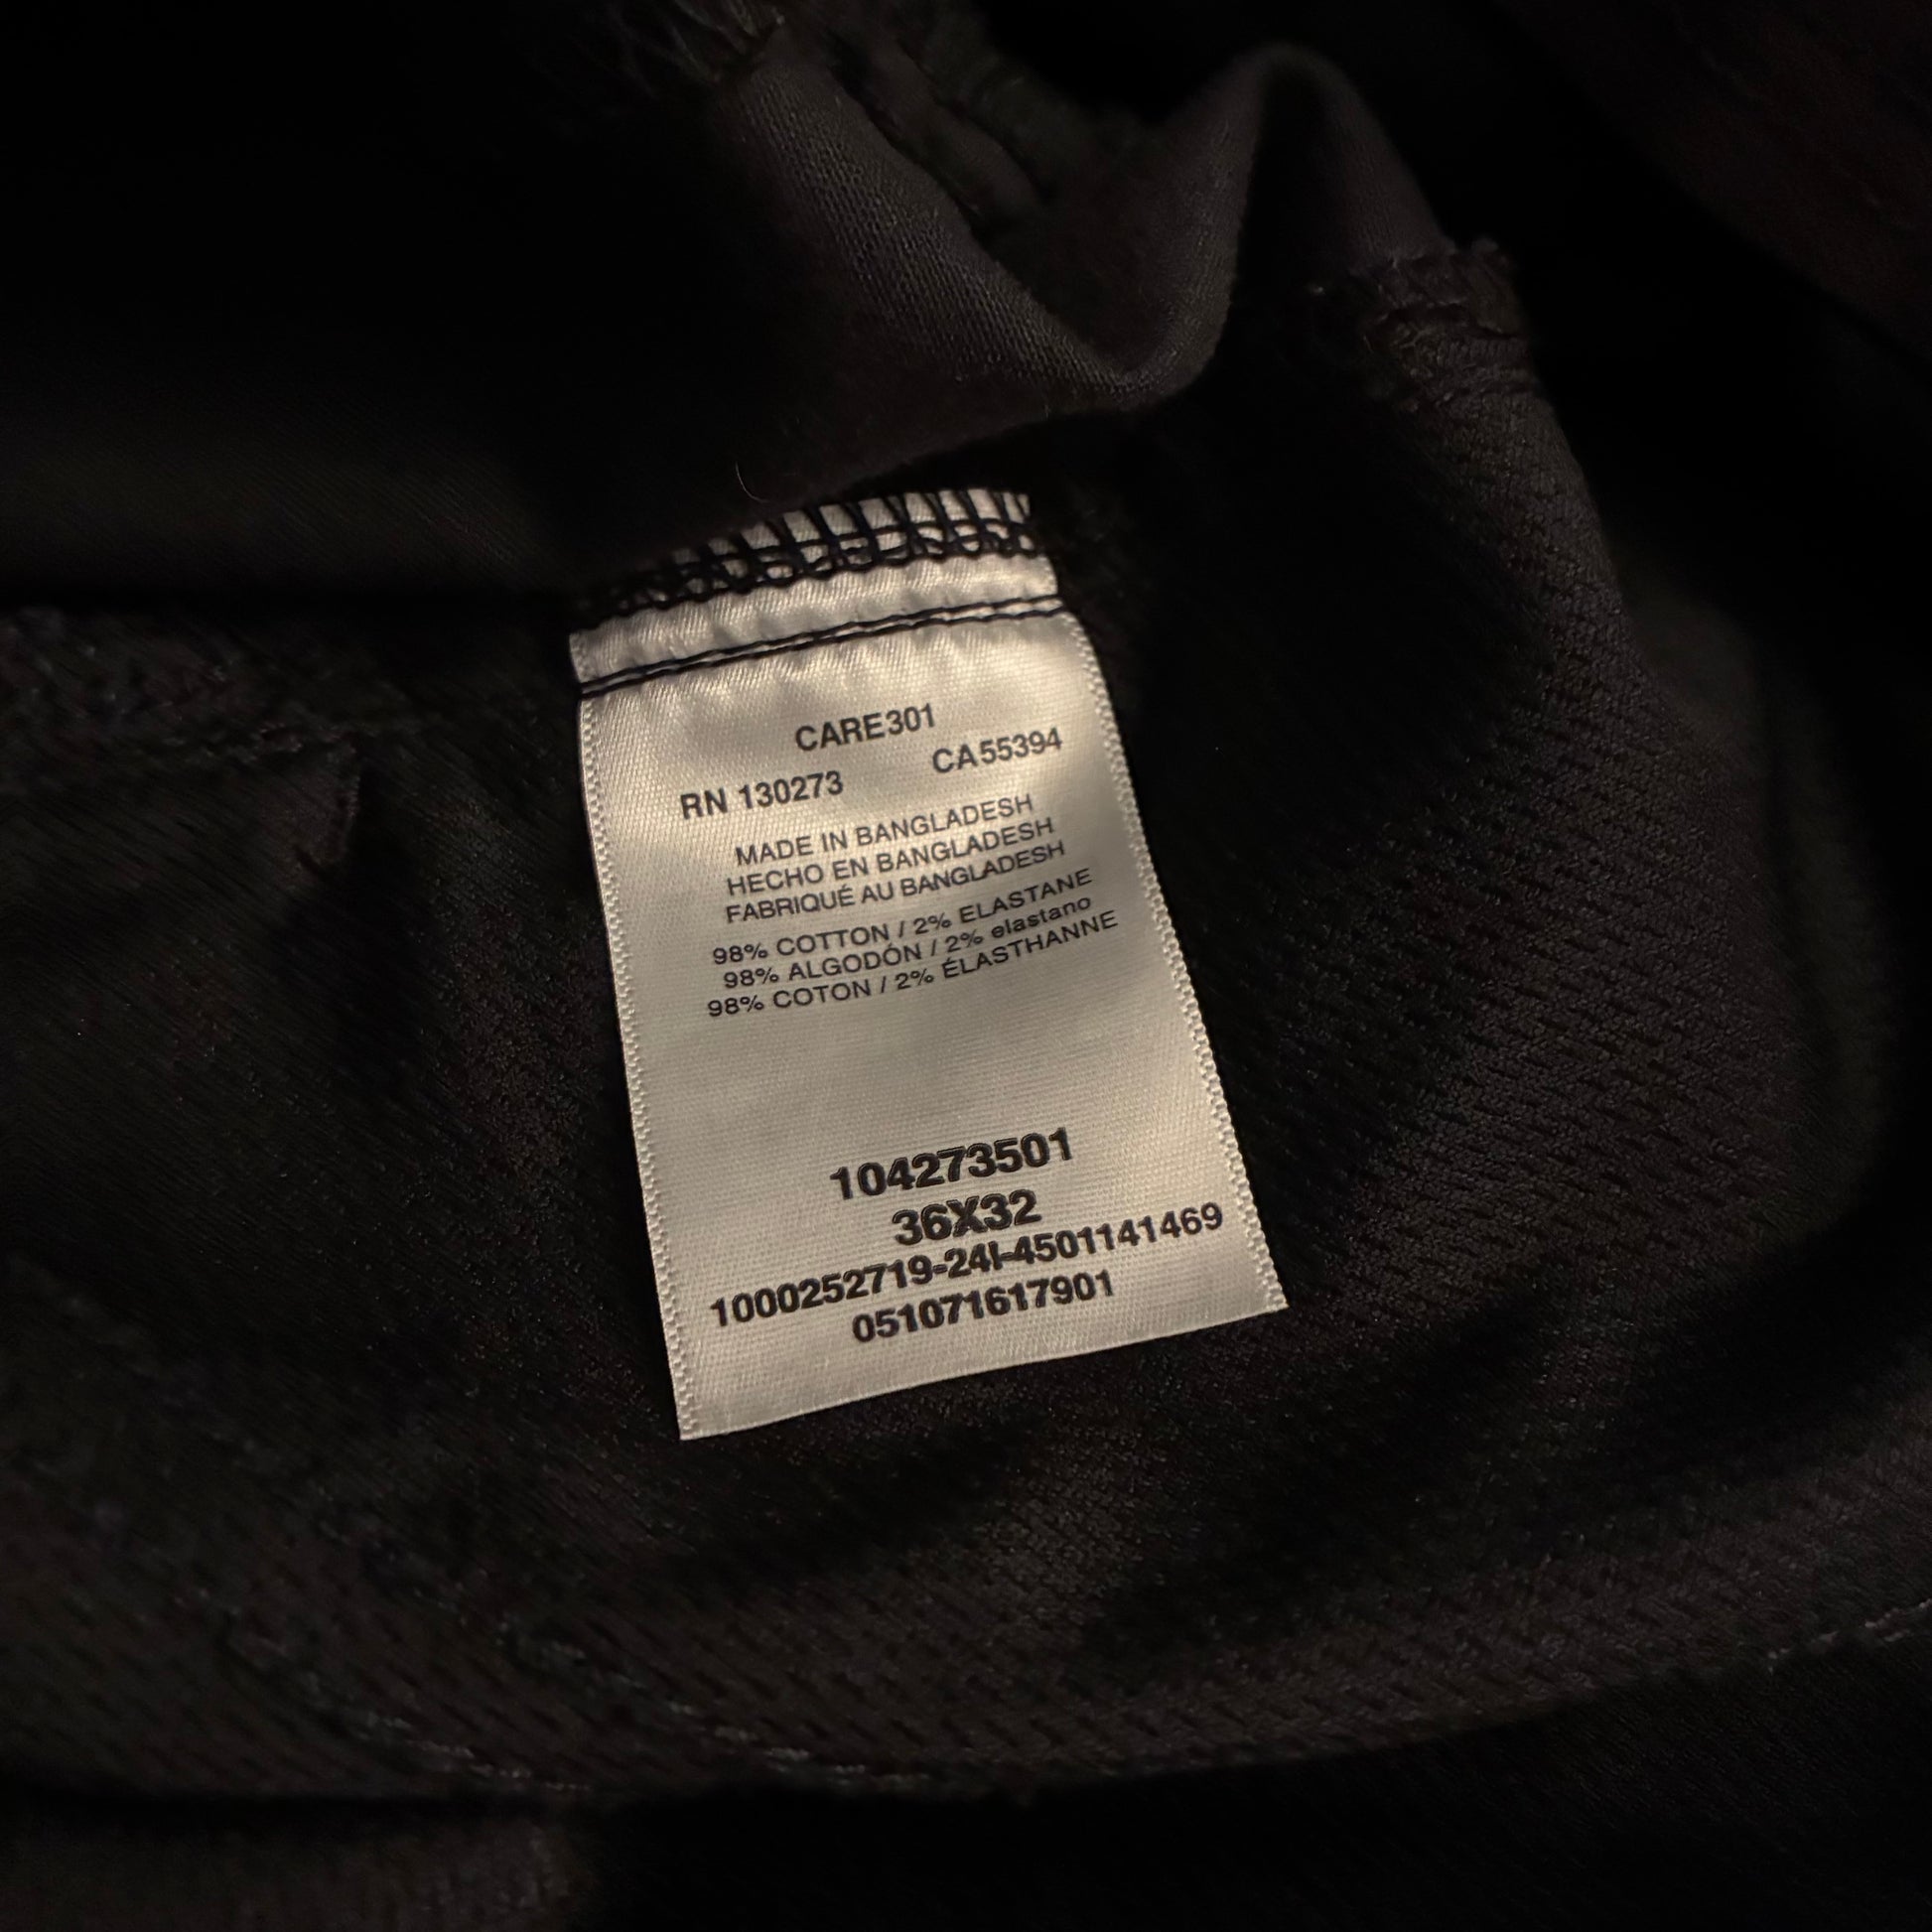 CARE301
RN 130273 CA55394
MADE IN BANGLADESH
HECHO EN BANGLADESH
FABRIQUÉ AU BANGLADESH
98% COTTON / 2% ELASTANE
98% ALGODÓN / 2% elastano
98% COTON / 2% ÉLASTHANNE
104273501
36X32
1000252719-24I-4501141469
051071617901